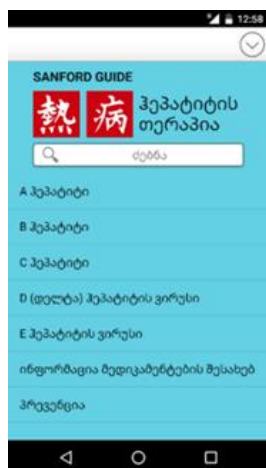 12:58
SANFORD GUIDE
熱 病
ჰეპატიტის
თერაპია
ძებნა
A ჰეპატიტი
B ჰეპატიტი
C ჰეპატიტი
D (დელტა) ჰეპატიტის ვირუსი
E ჰეპატიტის ვირუსი
ინფორმაცია მედიკამენტების შესახებ
პრევენცია